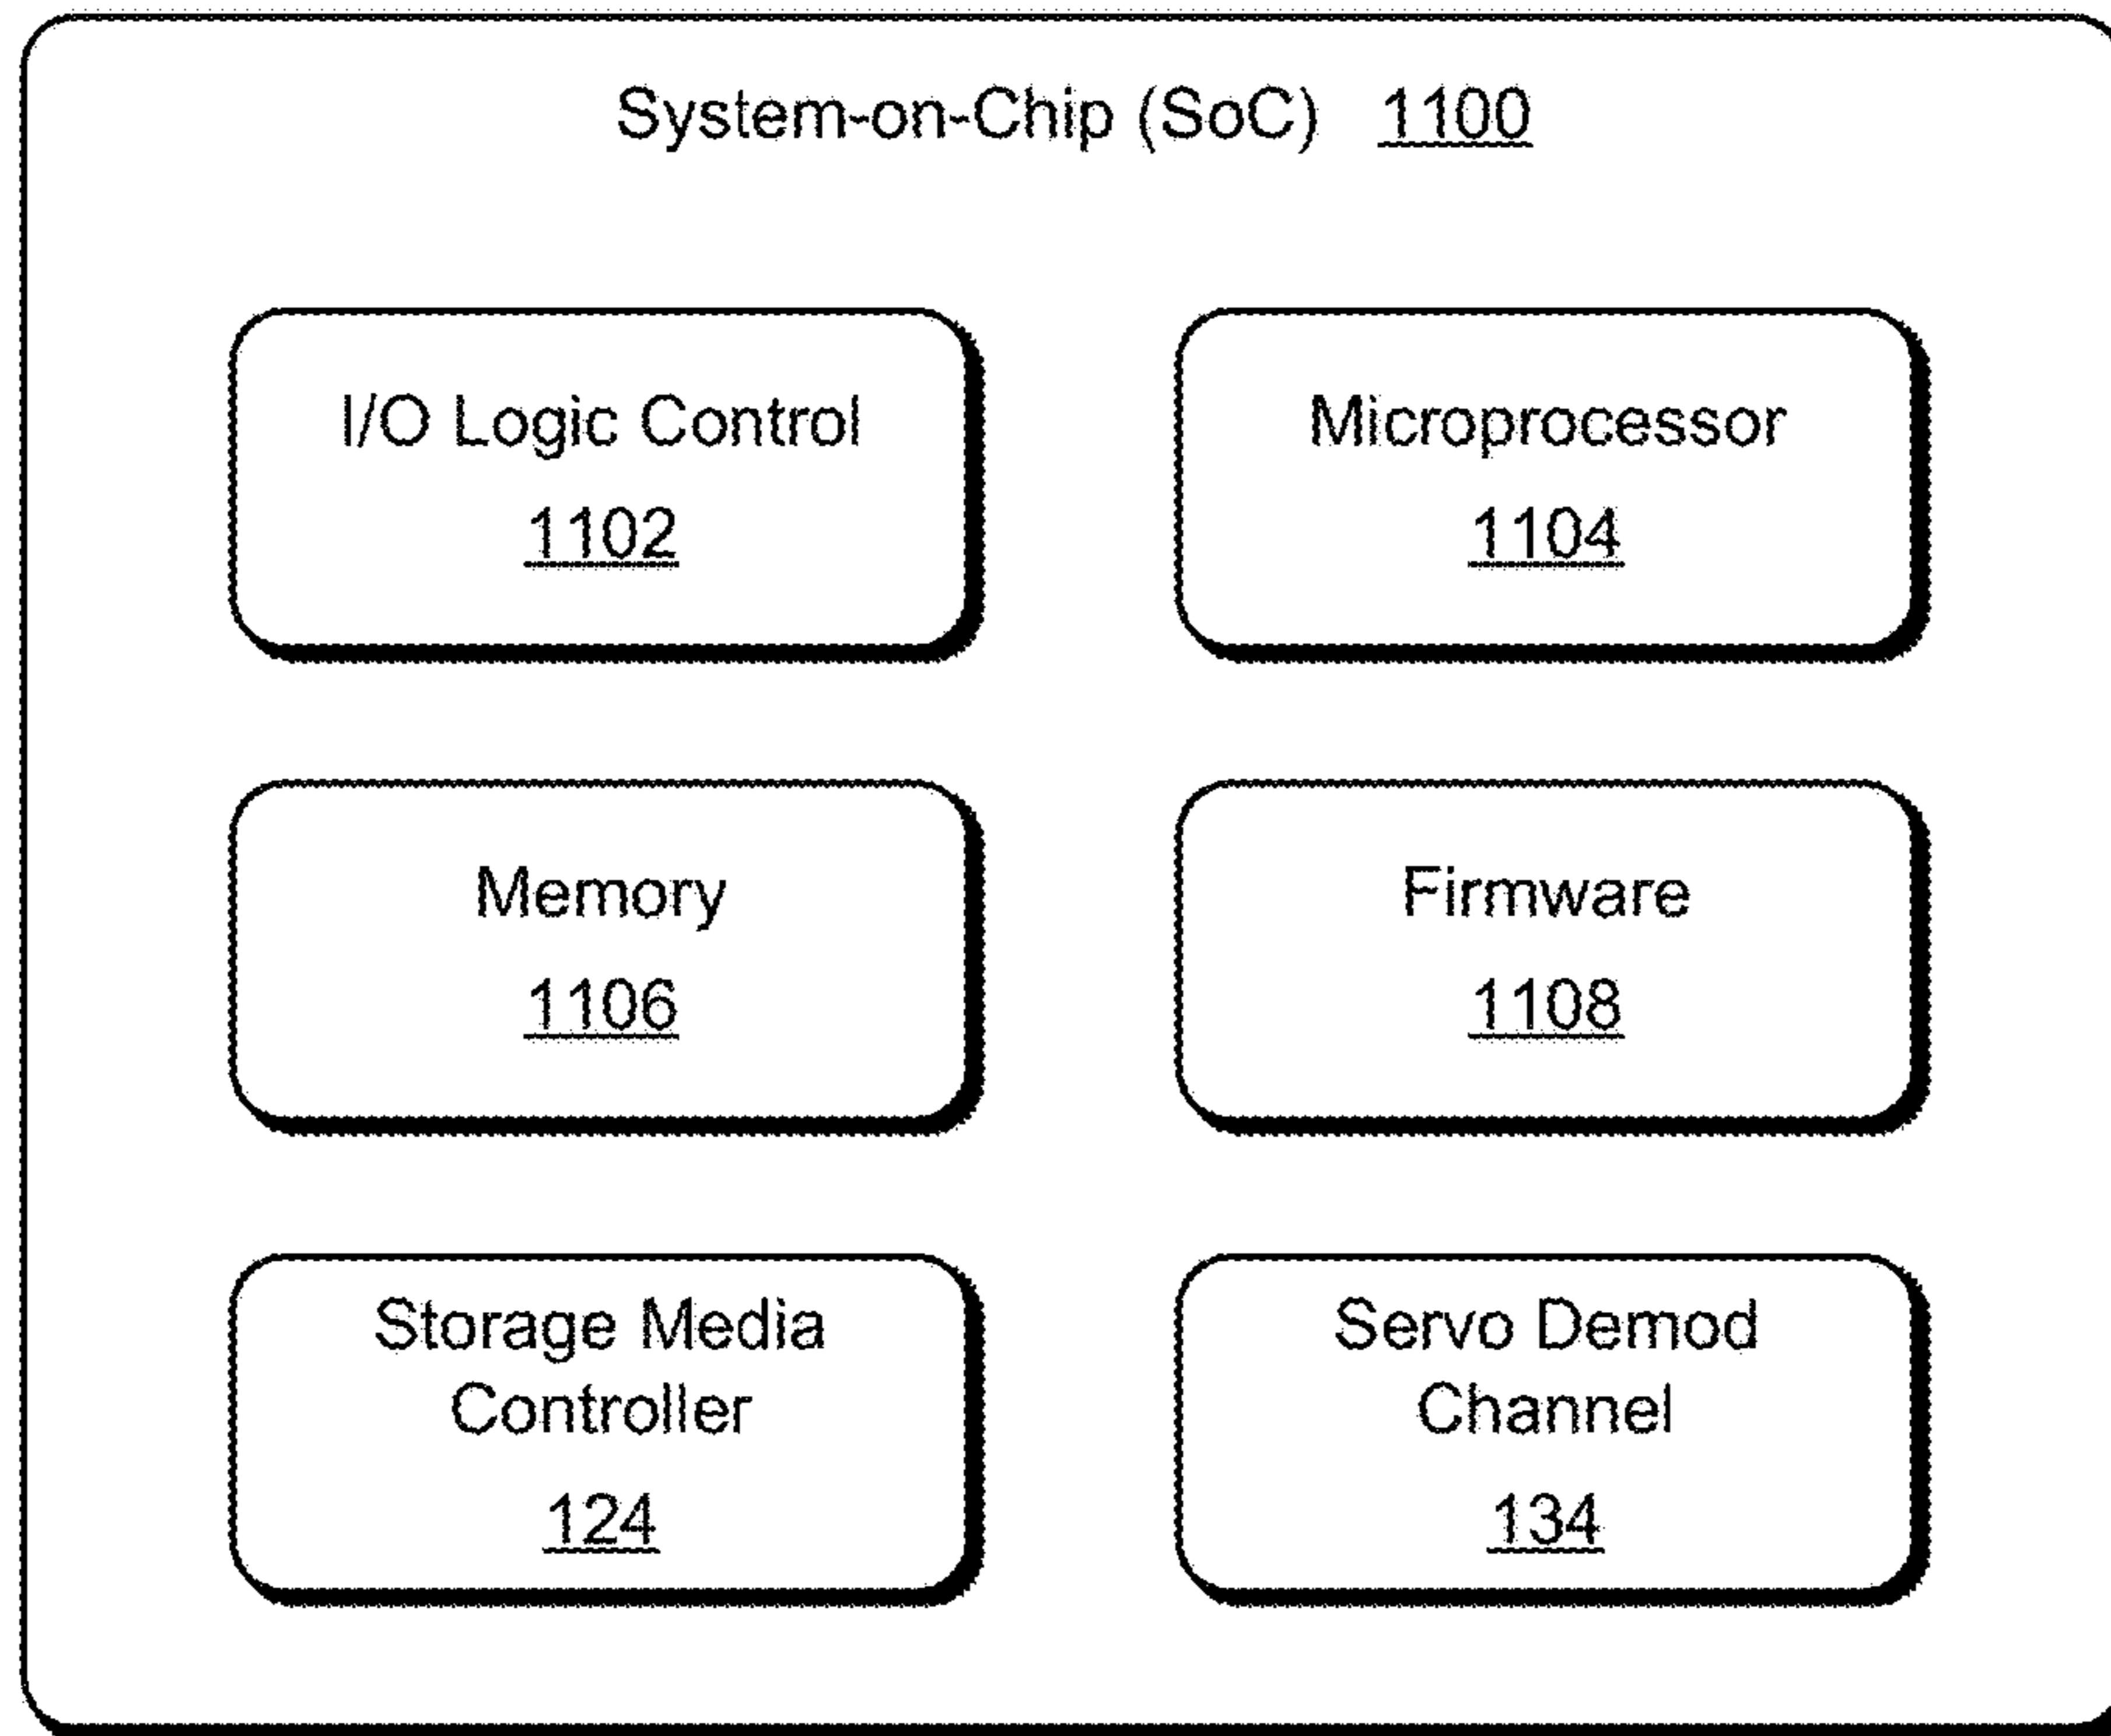 System-on-Chip (SoC) 1100
I/O Logic Control
1102
Microprocessor
1104
Memory
1106
Firmware
1108
Storage Media
Controller
124
Servo Demod
Channel
134